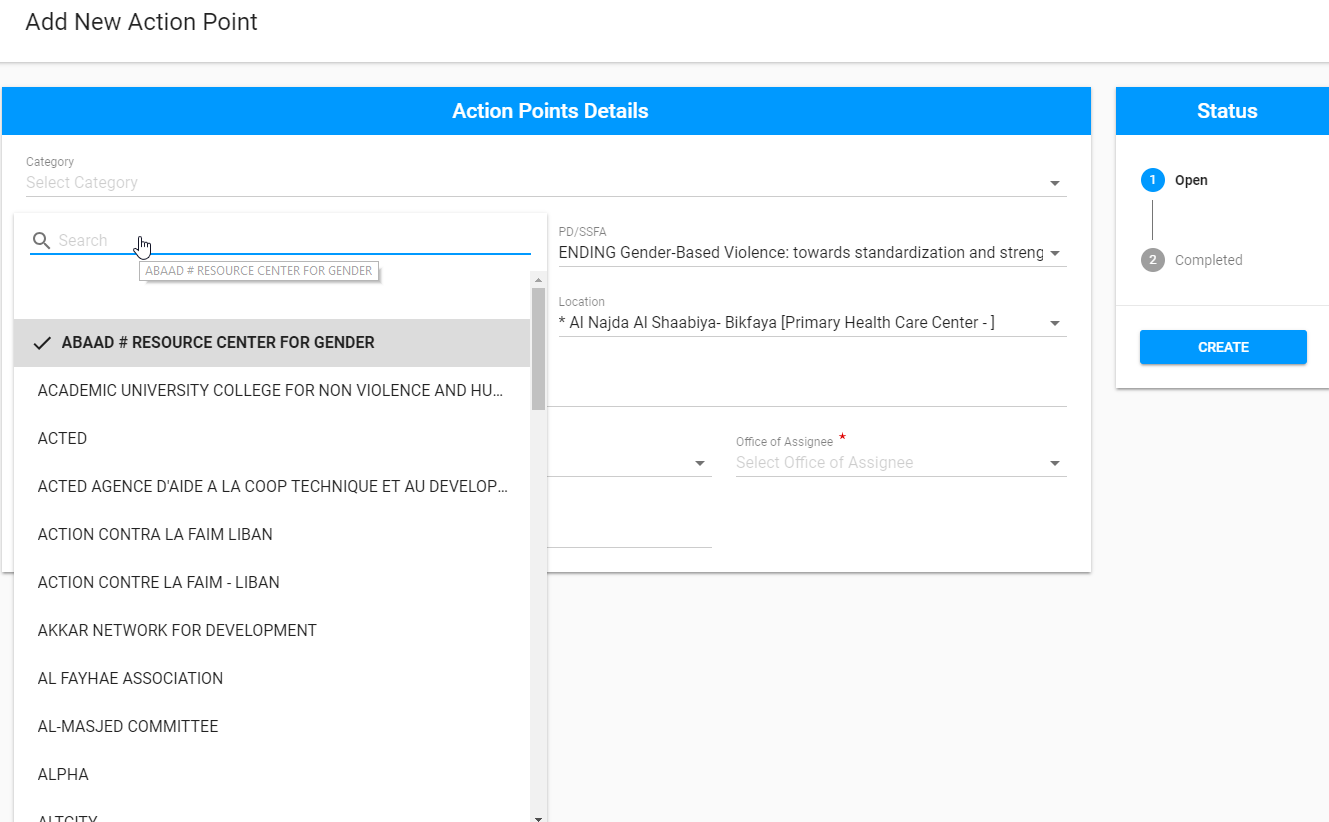 Add New Action Point
Action Points Details
Category
Select Category
Search
ABAAD # RESOURCE CENTER FOR GENDER
ABAAD # RESOURCE CENTER FOR GENDER
ACADEMIC UNIVERSITY COLLEGE FOR NON VIOLENCE AND HU...
ACTED
ACTED AGENCE D'AIDE A LA COOP TECHNIQUE ET AU DEVELOP...
ACTION CONTRA LA FAIM LIBAN
ACTION CONTRE LA FAIM - LIBAN
AKKAR NETWORK FOR DEVELOPMENT
AL FAYHAE ASSOCIATION
AL-MASJED COMMITTEE
ALPHA
ALTCITY
PD/SSFA
ENDING Gender-Based Violence: towards standardization and streng
Location
* Al Najda Al Shaabiya- Bikfaya [Primary Health Care Center - ]
Office of Assignee *
Select Office of Assignee
Status
1 Open
2 Completed
CREATE